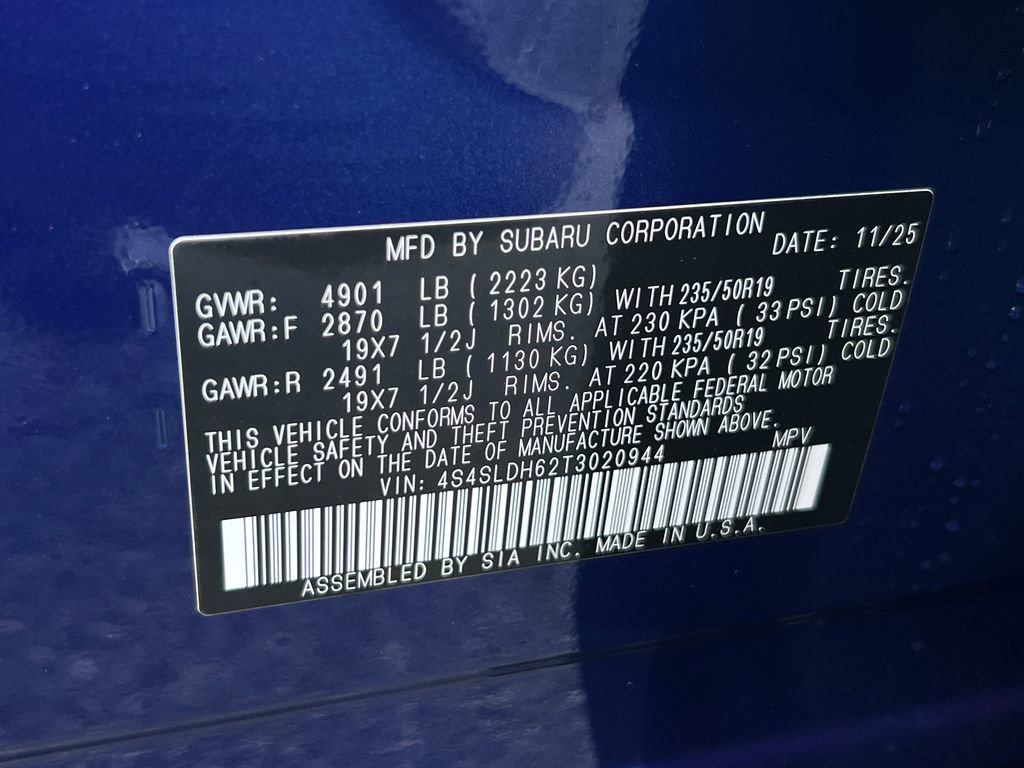 MFD BY SUBARU CORPORATION DATE: 11/25
GVWR: 4901 LB ( 2223 KG)
GAWR:F 2870 LB ( 1302 KG) WITH 235/50R19 TIRES.
19X7 1/2J RIMS. AT 230 KPA ( 33 PSI) COLD
GAWR:R 2491 LB ( 1130 KG) WITH 235/50R19 TIRES.
19X7 1/2J RIMS. AT 220 KPA ( 32 PSI) COLD
THIS VEHICLE CONFORMS TO ALL APPLICABLE FEDERAL MOTOR
VEHICLE SAFETY AND THEFT PREVENTION STANDARDS
IN EFFECT ON THE DATE OF MANUFACTURE SHOWN ABOVE.
VIN: 4S4SLDH62T3020944 MPV
ASSEMBLED BY SIA INC. MADE IN U.S.A.